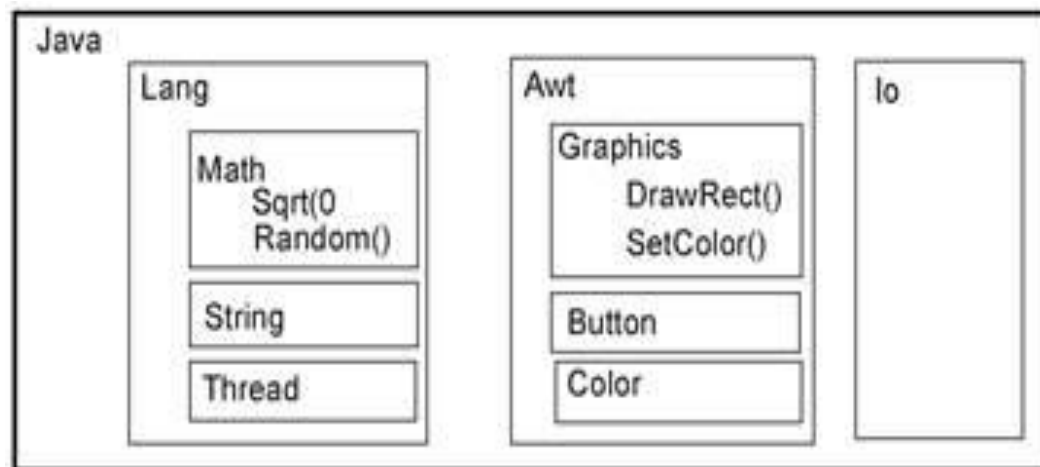 Java
Lang
Math
Sqrt(0
Random()
String
Thread
Awt
Graphics
DrawRect()
SetColor()
Button
Color
Io